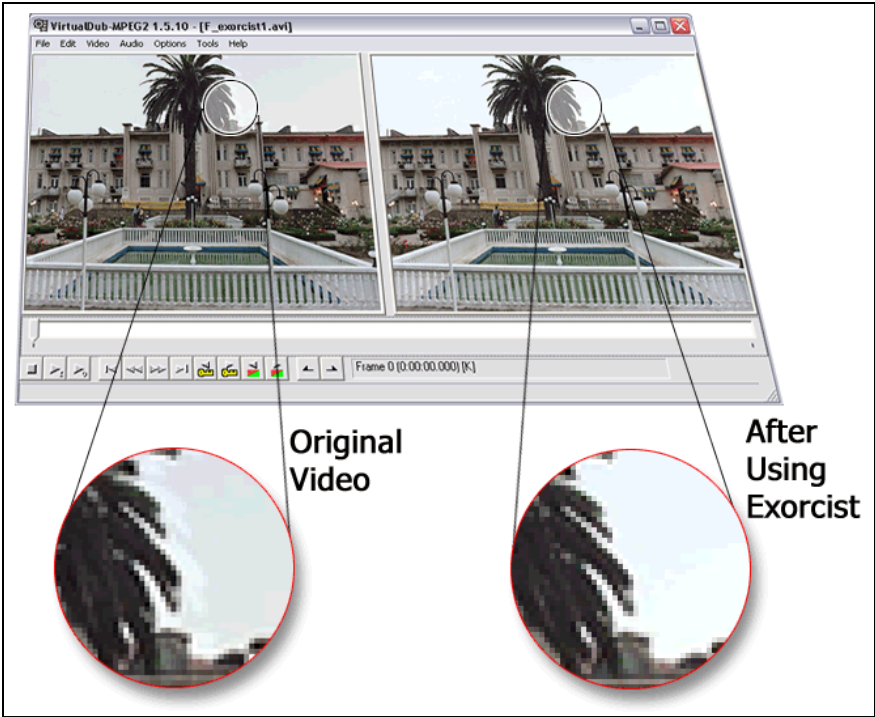 VirtualDub-MPEG2 1.5.10 - [F_exorcist1.avi]
File Edit Video Audio Options Tools Help
Frame 0 (0:00:00.000) [K]
Original
Video
After
Using
Exorcist